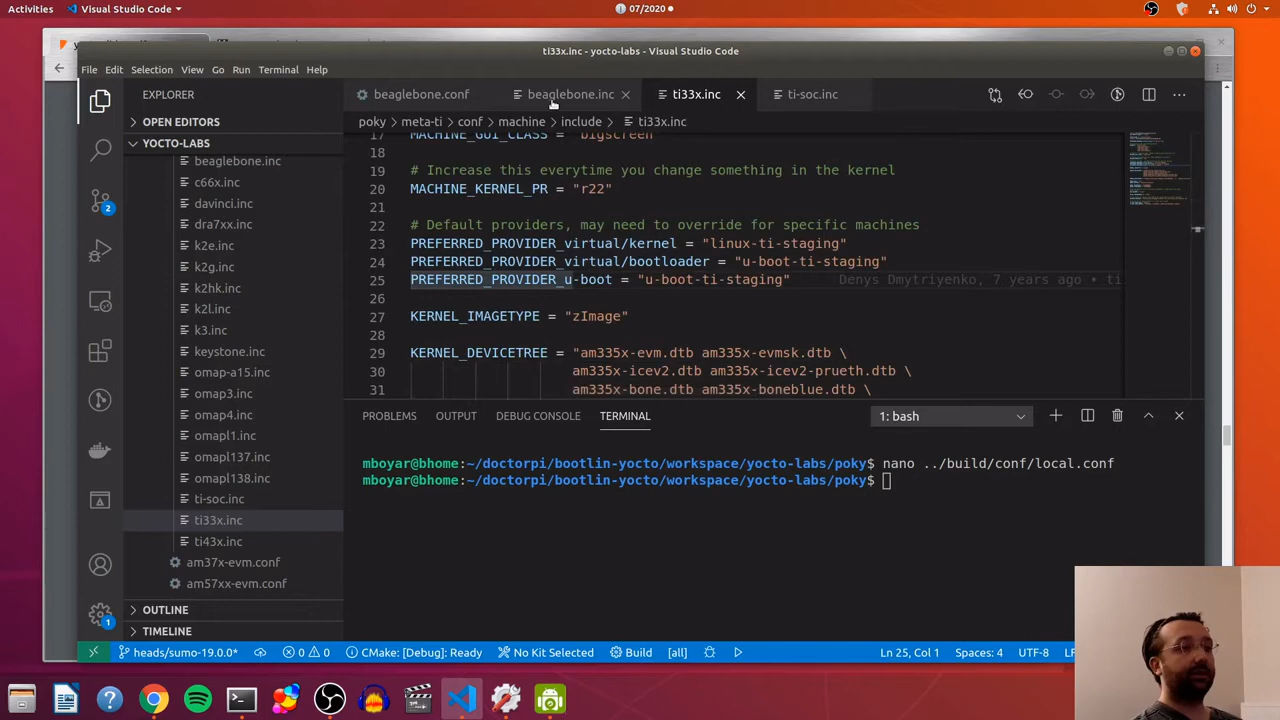 Activities
Visual Studio Code
07/2020
ti33x.inc - yocto-labs - Visual Studio Code
File Edit Selection View Go Run Terminal Help
EXPLORER
OPEN EDITORS
YOCTO-LABS
beaglebone.inc
c66x.inc
davinci.inc
dra7xx.inc
k2e.inc
k2g.inc
k2hk.inc
k2l.inc
k3.inc
keystone.inc
omap-a15.inc
omap3.inc
omap4.inc
omapl1.inc
omapl137.inc
omapl138.inc
ti-soc.inc
ti33x.inc
ti43x.inc
am37x-evm.conf
am57xx-evm.conf
OUTLINE
TIMELINE
2
1
beaglebone.conf beaglebone.inc ti33x.inc ti-soc.inc
poky > meta-ti > conf > machine > include > ti33x.inc
17 MACHINE_GUI_CLASS = "bigscreen"
18
19 # Increase this everytime you change something in the kernel
20 MACHINE_KERNEL_PR = "r22"
21
22 # Default providers, may need to override for specific machines
23 PREFERRED_PROVIDER_virtual/kernel = "linux-ti-staging"
24 PREFERRED_PROVIDER_virtual/bootloader = "u-boot-ti-staging"
25 PREFERRED_PROVIDER_u-boot = "u-boot-ti-staging" Denys Dmytriyenko, 7 years ago • ti
26
27 KERNEL_IMAGETYPE = "zImage"
28
29 KERNEL_DEVICETREE = "am335x-evm.dtb am335x-evmsk.dtb \
30 am335x-icev2.dtb am335x-icev2-prueth.dtb \
31 am335x-bone.dtb am335x-boneblue.dtb \
PROBLEMS OUTPUT DEBUG CONSOLE TERMINAL 1: bash
mboyar@bhome:~/doctorpi/bootlin-yocto/workspace/yocto-labs/poky$ nano ../build/conf/local.conf
mboyar@bhome:~/doctorpi/bootlin-yocto/workspace/yocto-labs/poky$
heads/sumo-19.0.0* 0 0 CMake: [Debug]: Ready No Kit Selected Build [all] Ln 25, Col 1 Spaces: 4 UTF-8